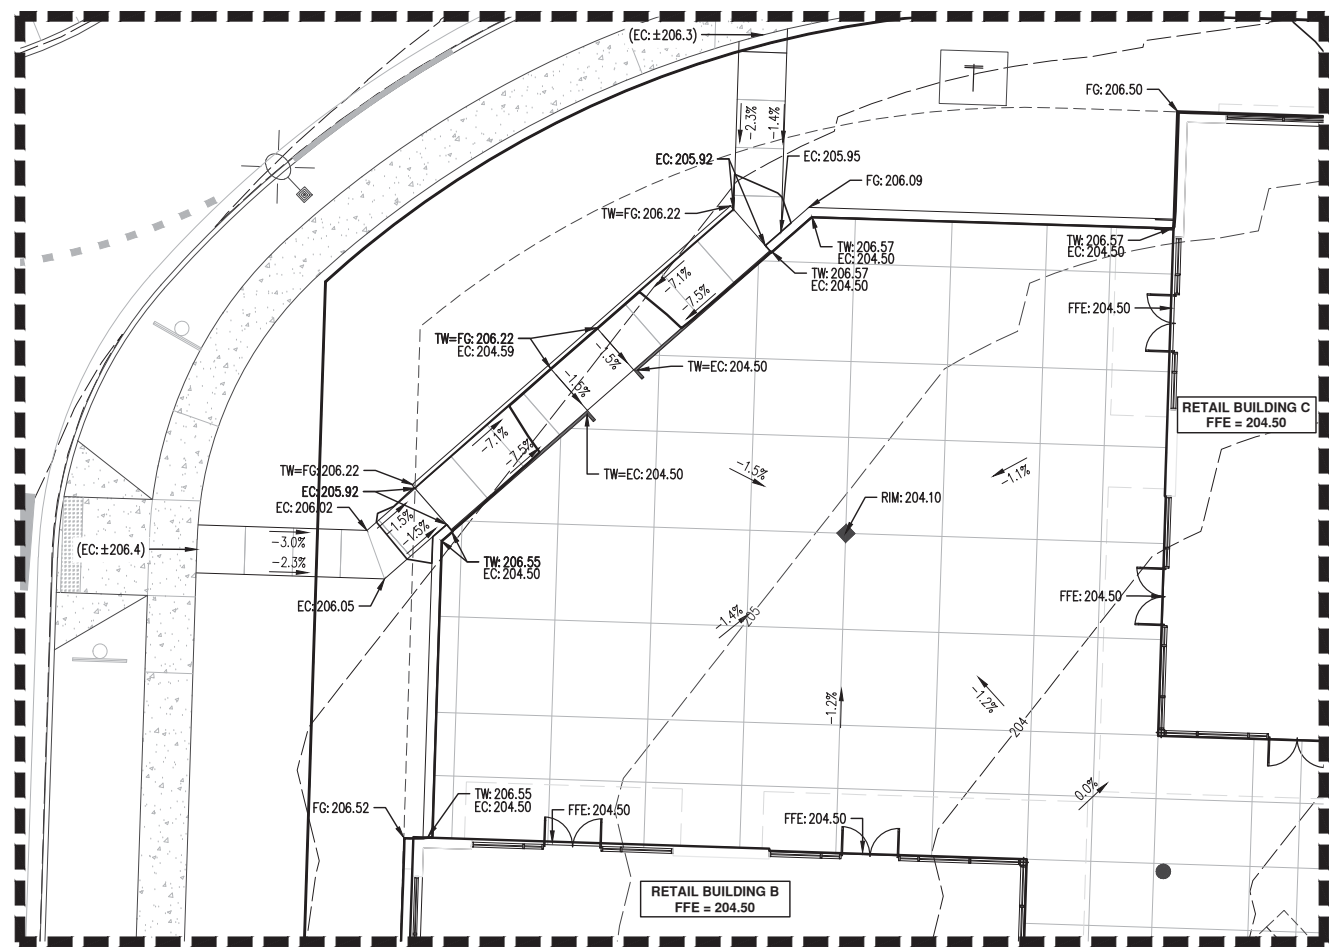 (EC: ±206.3)
FG: 206.50
-2.3%
-1.4%
EC: 205.92
EC: 205.95
FG: 206.09
TW=FG: 206.22
TW: 206.57
EC: 204.50
TW: 206.57
EC: 204.50
TW: 206.57
EC: 204.50
-7.1%
-7.5%
FFE: 204.50
TW=FG: 206.22
EC: 204.59
-1.5%
TW=EC: 204.50
-1.5%
RETAIL BUILDING C
FFE = 204.50
-7.1%
-7.5%
TW=FG: 206.22
EC: 205.92
EC: 206.02
TW=EC: 204.50
-1.5%
-1.1%
RIM: 204.10
-1.5%
-1.5%
(EC: ±206.4)
-3.0%
-2.3%
TW: 206.55
EC: 204.50
EC: 206.05
FFE: 204.50
-1.4%
205
-1.2%
-1.2%
204
0.0%
TW: 206.55
EC: 204.50
FG: 206.52
FFE: 204.50
FFE: 204.50
RETAIL BUILDING B
FFE = 204.50